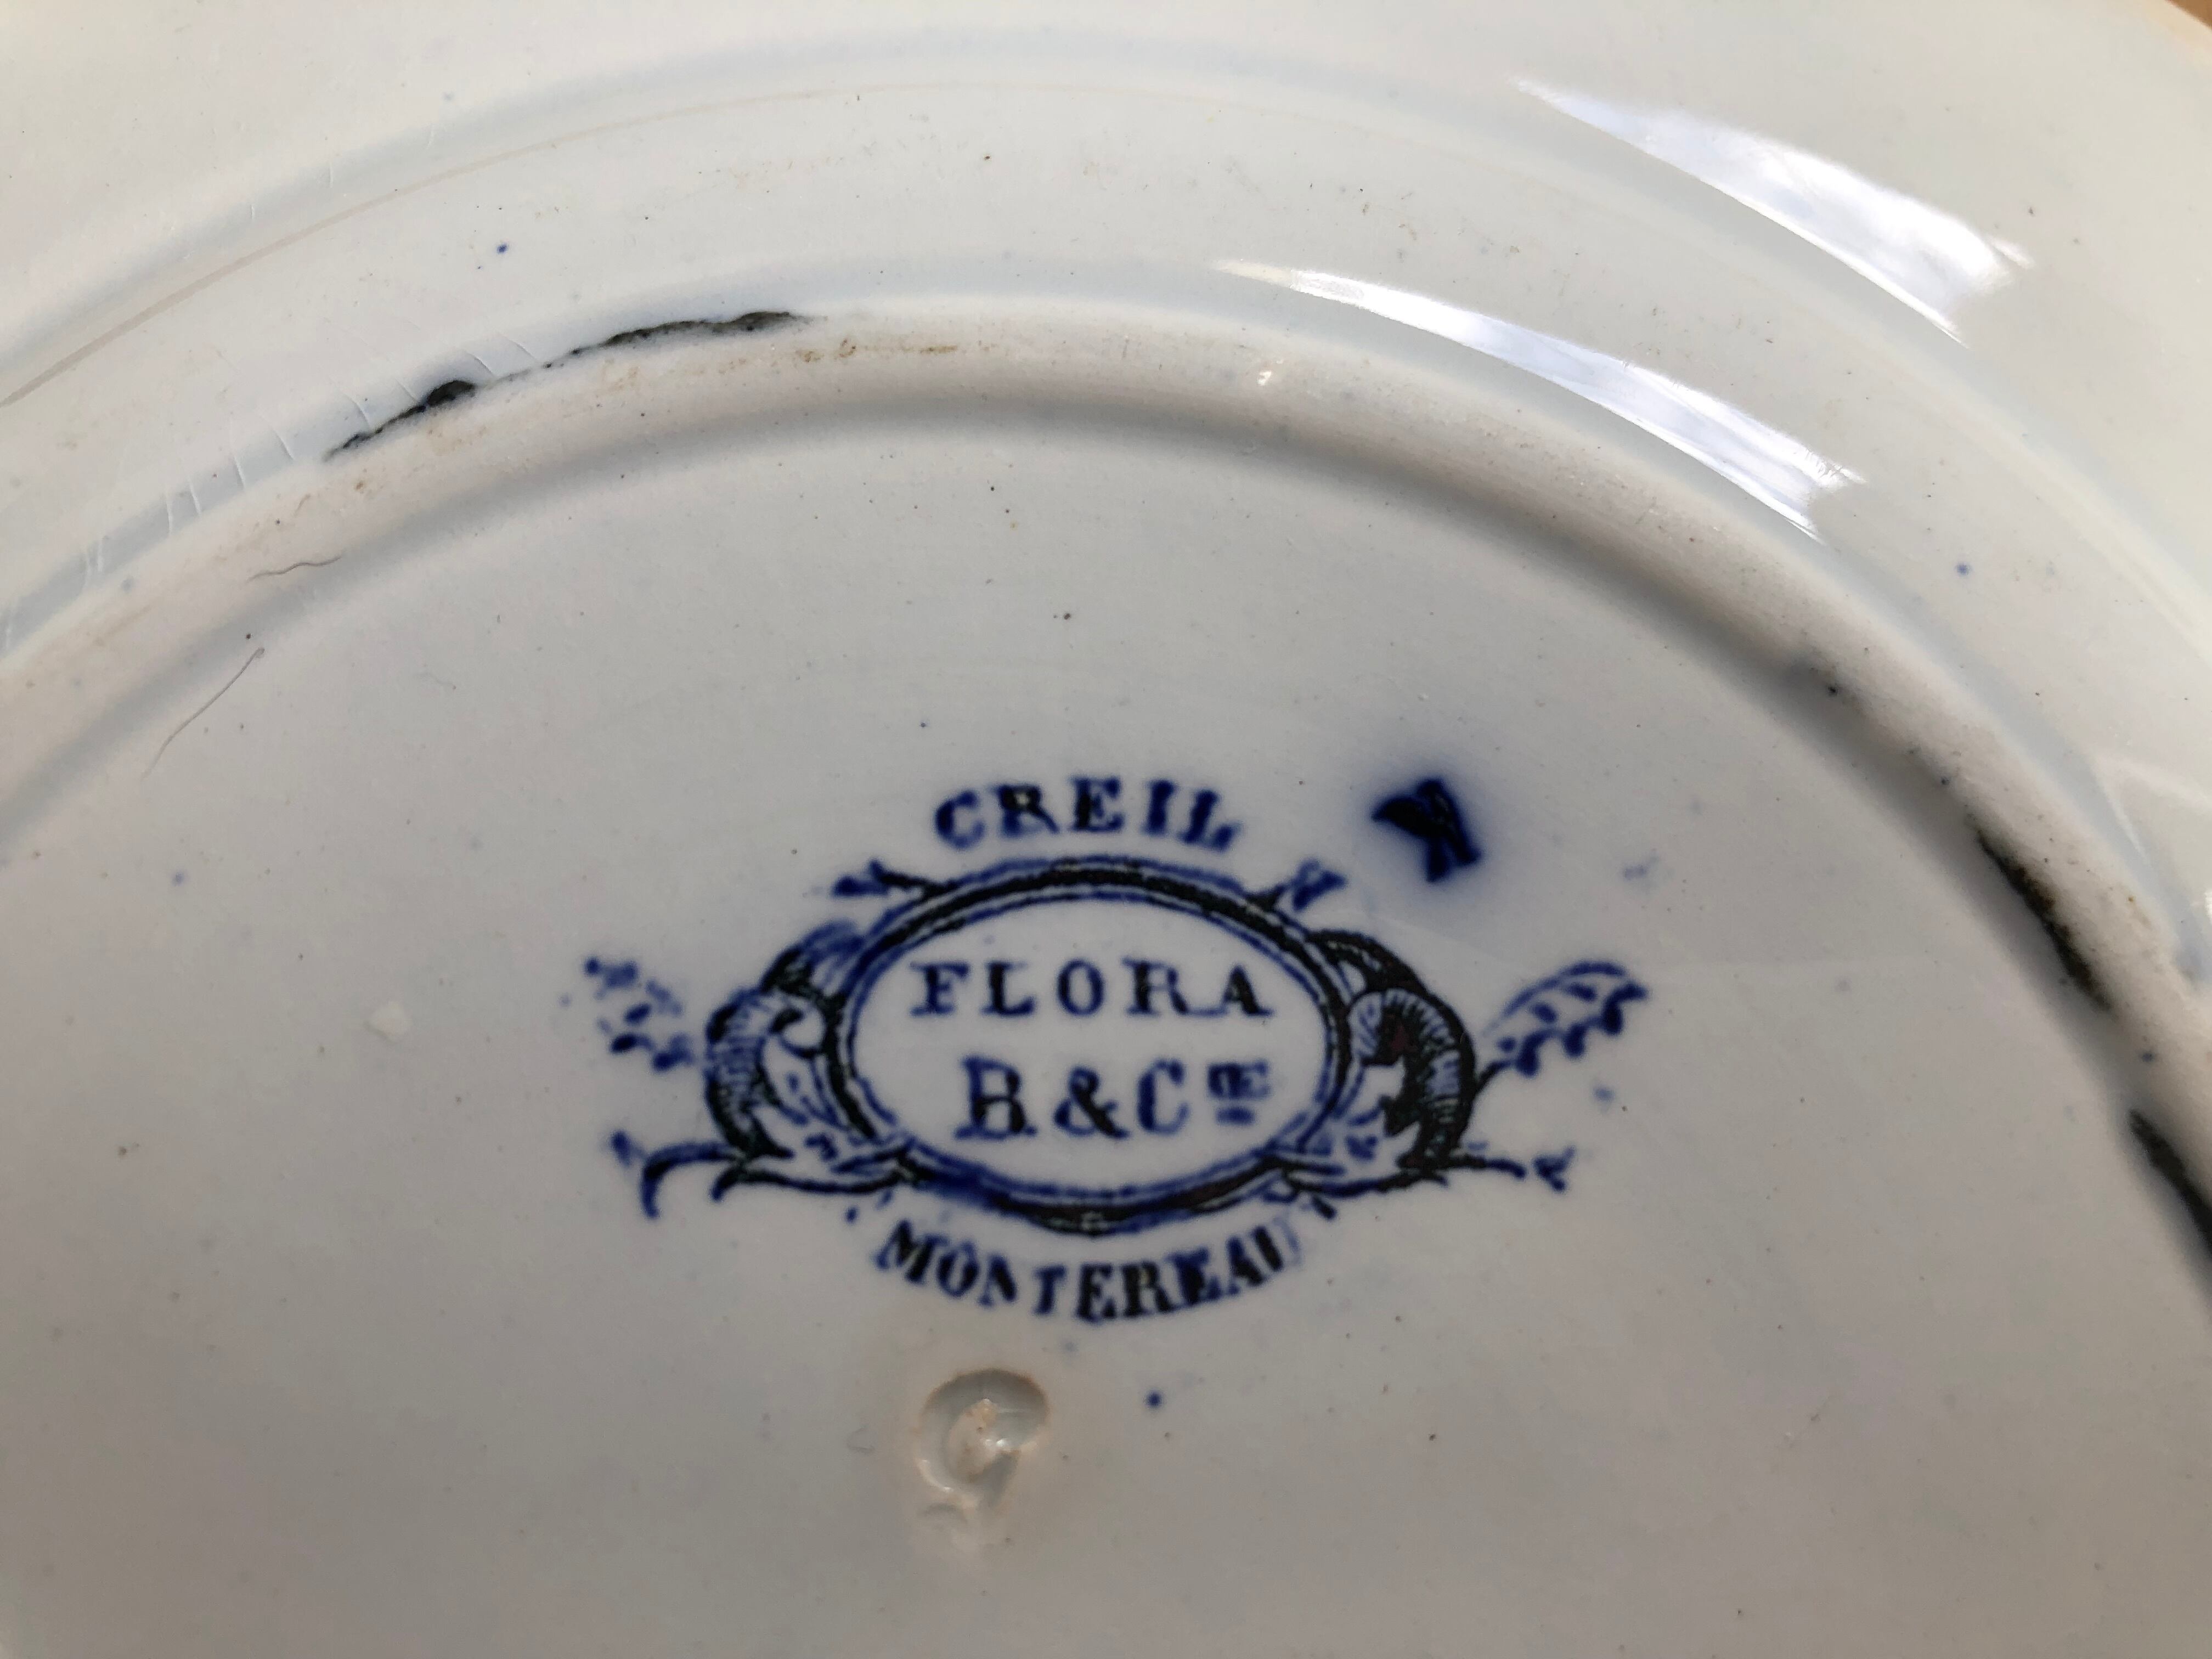 CREIL
FLORA
B. & Cie
MONTEREAU